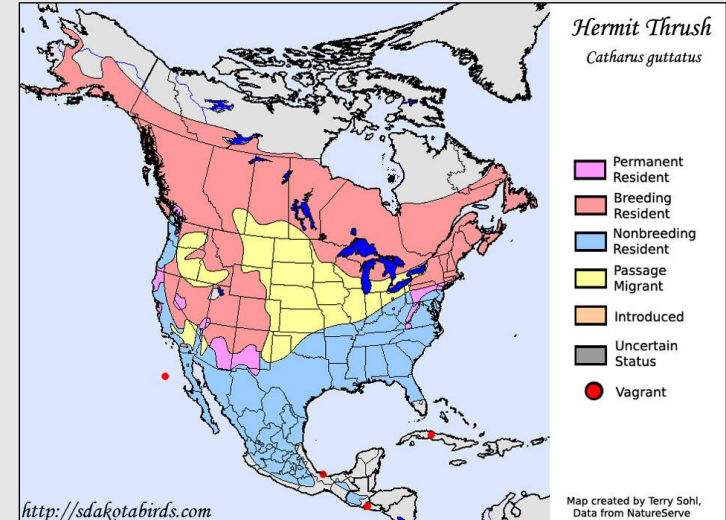 Hermit Thrush
Catharus guttatus
Permanent
Resident
Breeding
Resident
Nonbreeding
Resident
Passage
Migrant
Introduced
Uncertain
Status
Vagrant
http://sdakotabirds.com
Map created by Terry Sohl,
Data from NatureServe